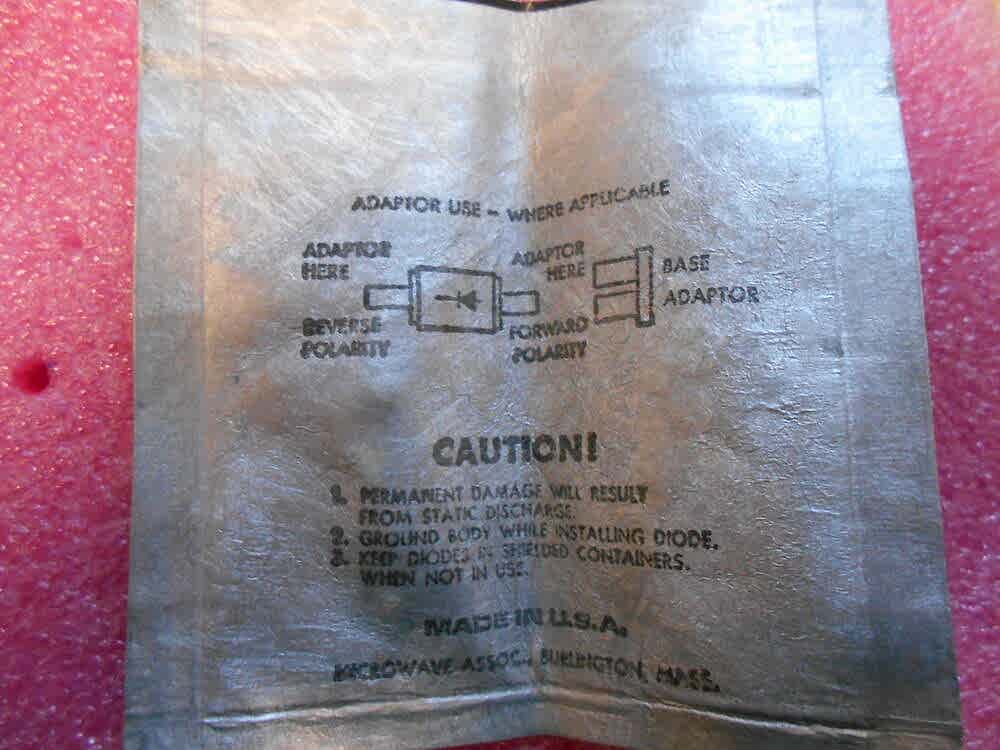 ADAPTOR USE - WHERE APPLICABLE
ADAPTOR
HERE
ADAPTOR
HERE
BASE
ADAPTOR
REVERSE
POLARITY
FORWARD
POLARITY
CAUTION!
1. PERMANENT DAMAGE WILL RESULT
FROM STATIC DISCHARGE.
2. GROUND BODY WHILE INSTALLING DIODE.
3. KEEP DIODES IN SHIELDED CONTAINERS.
WHEN NOT IN USE.
MADE IN U.S.A.
MICROWAVE ASSOC., BURLINGTON, MASS.